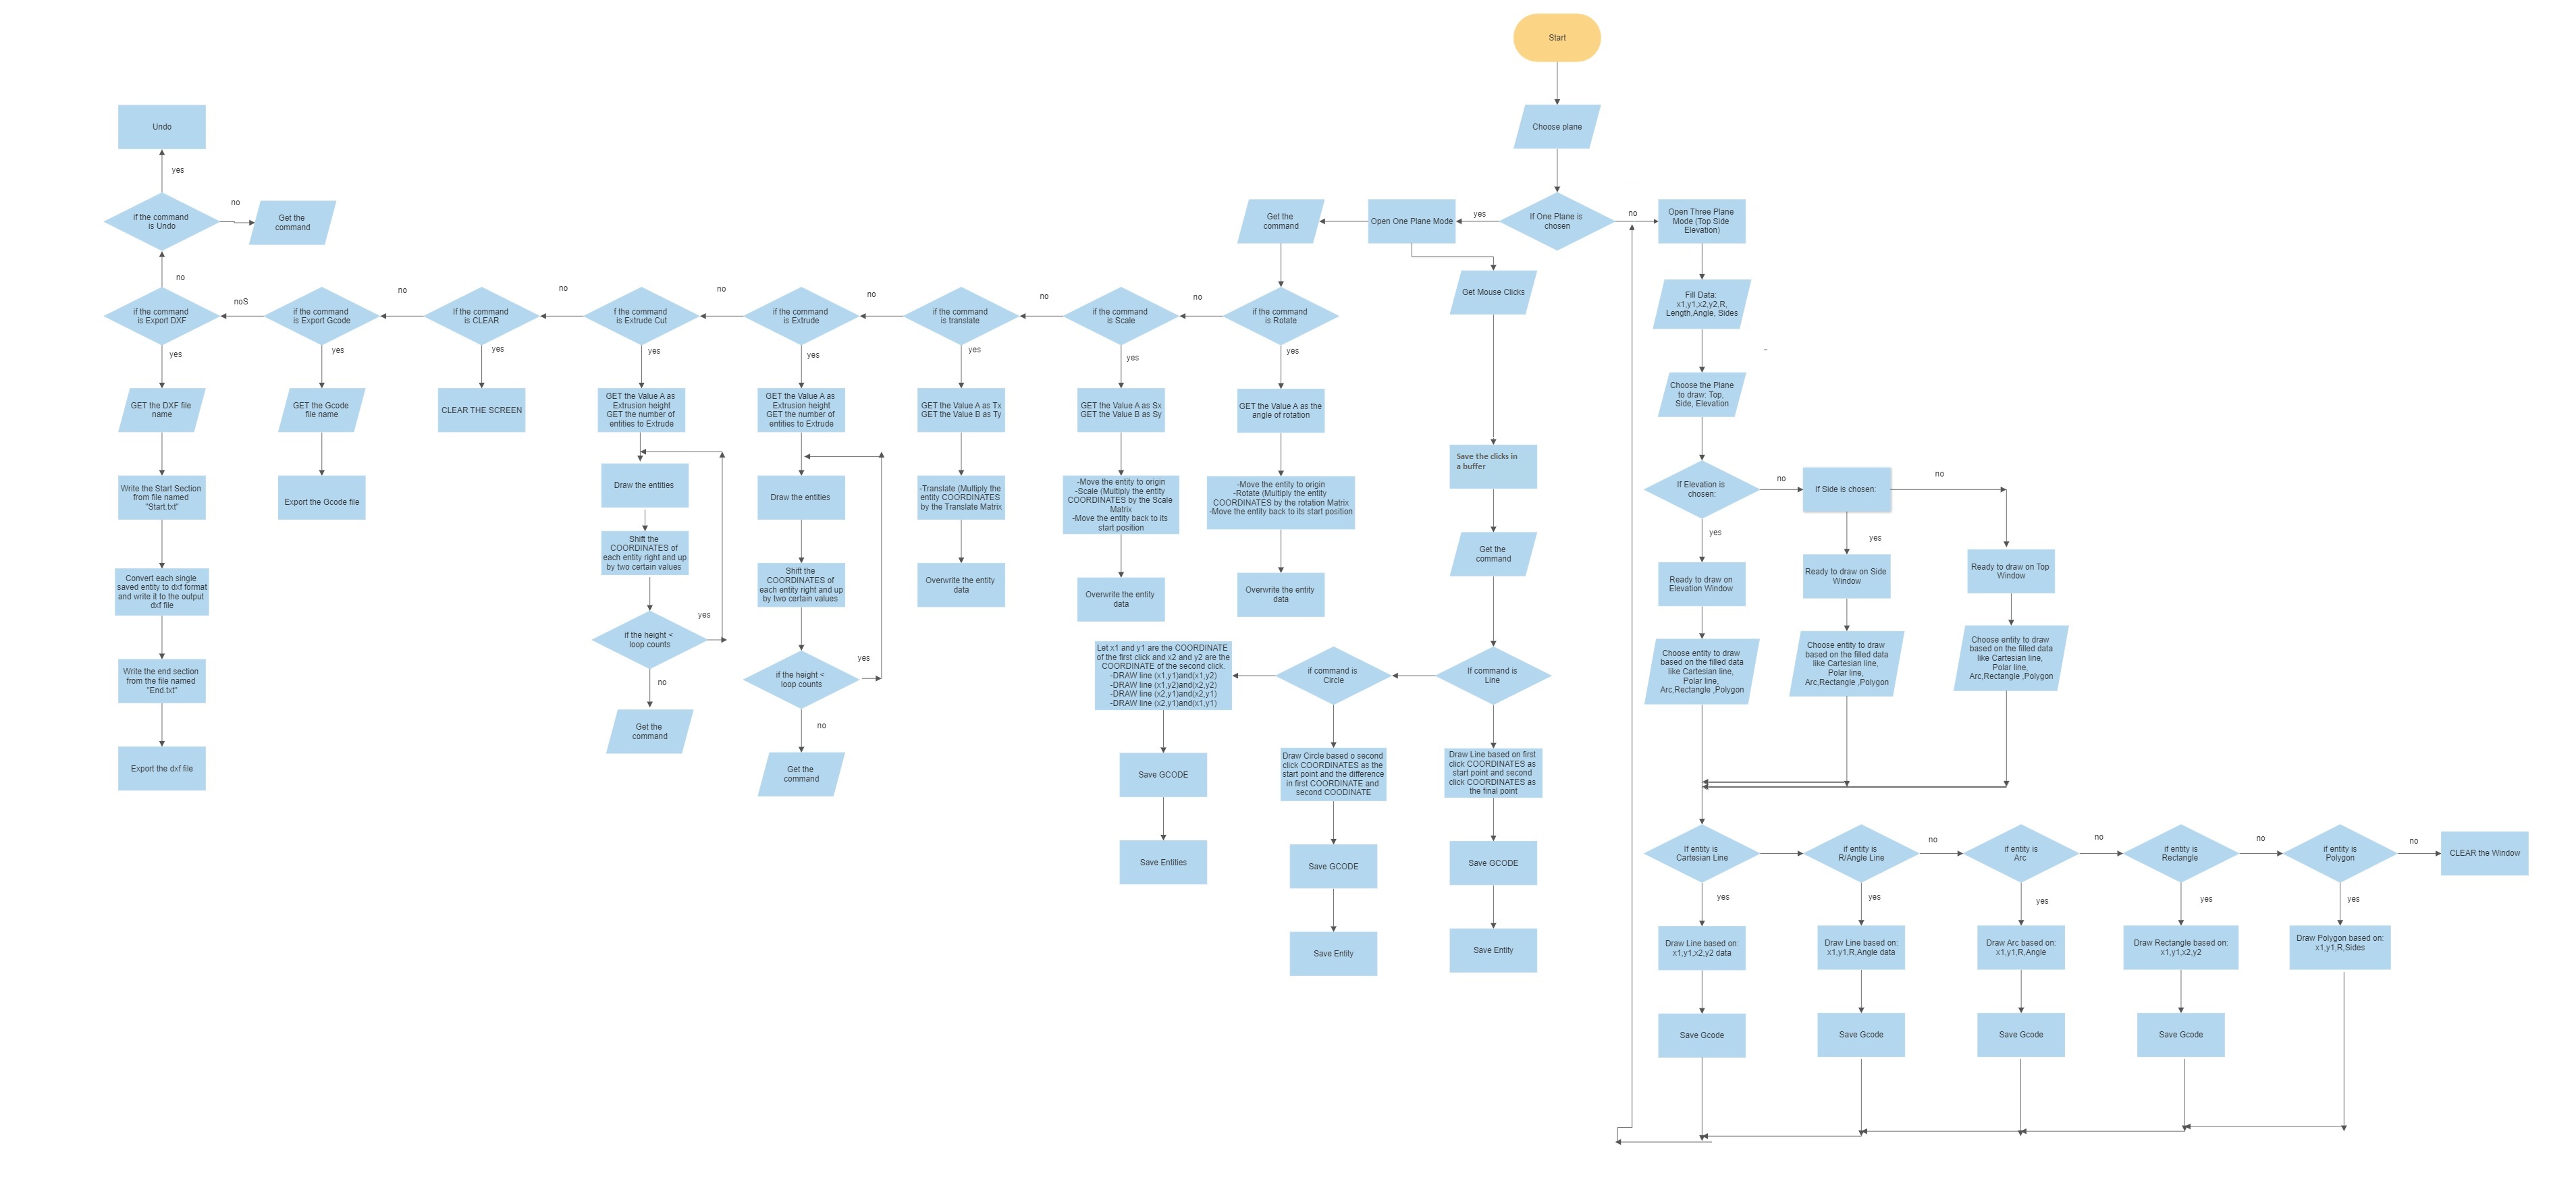 Start
Choose plane
If One Plane is
chosen
yes
no
Open One Plane Mode
Get the
command
Get Mouse Clicks
Open Three Plane
Mode (Top Side
Elevation)
Undo
yes
if the command
is Undo
no
Get the
command
no
if the command
is Export DXF
noS
if the command
is Export Gcode
no
If the command
is CLEAR
no
f the command
is Extrude Cut
no
if the command
is Extrude
no
if the command
is translate
no
if the command
is Scale
no
if the command
is Rotate
yes
yes
yes
yes
yes
yes
yes
yes
GET the DXF file
name
GET the Gcode
file name
CLEAR THE SCREEN
GET the Value A as
Extrusion height
GET the number of
entities to Extrude
GET the Value A as
Extrusion height
GET the number of
entities to Extrude
GET the Value A as Tx
GET the Value B as Ty
GET the Value A as Sx
GET the Value B as Sy
GET the Value A as the
angle of rotation
Write the Start Section
from file named
"Start.txt"
Export the Gcode file
Draw the entities
Draw the entities
-Translate (Multiply the
entity COORDINATES
by the Translate Matrix
-Move the entity to origin
-Scale (Multiply the entity
COORDINATES by the Scale
Matrix
-Move the entity back to its
start position
-Move the entity to origin
-Rotate (Multiply the entity
COORDINATES by the rotation Matrix
-Move the entity back to its start position
Convert each single
saved entity to dxf format
and write it to the output
dxf file
Shift the
COORDINATES of
each entity right and up
by two certain values
Shift the
COORDINATES of
each entity right and up
by two certain values
Overwrite the entity
data
Overwrite the entity
data
Overwrite the entity
data
Write the end section
from the file named
"End.txt"
Export the dxf file
if the height <
loop counts
yes
no
Get the
command
if the height <
loop counts
yes
no
Get the
command
Save the clicks in
a buffer
Get the
command
If command is
Line
if command is
Circle
Let x1 and y1 are the COORDINATE
of the first click and x2 and y2 are the
COORDINATE of the second click.
-DRAW line (x1,y1)and(x1,y2)
-DRAW line (x1,y2)and(x2,y2)
-DRAW line (x2,y1)and(x2,y1)
-DRAW line (x2,y1)and(x1,y1)
Save GCODE
Save Entities
Draw Circle based o second
click COORDINATES as the
start point and the difference
in first COORDINATE and
second COODINATE
Save GCODE
Save Entity
Draw Line based on first
click COORDINATES as
start point and second
click COORDINATES as
the final point
Save GCODE
Save Entity
Fill Data:
x1,y1,x2,y2,R,
Length,Angle, Sides
-
Choose the Plane
to draw: Top,
Side, Elevation
If Elevation is
chosen:
no
If Side is chosen:
no
yes
yes
Ready to draw on
Elevation Window
Ready to draw on Side
Window
Ready to draw on Top
Window
Choose entity to draw
based on the filled data
like Cartesian line,
Polar line,
Arc,Rectangle ,Polygon
Choose entity to draw
based on the filled data
like Cartesian line,
Polar line,
Arc,Rectangle ,Polygon
Choose entity to draw
based on the filled data
like Cartesian line,
Polar line,
Arc,Rectangle ,Polygon
If entity is
Cartesian Line
if entity is
R/Angle Line
no
if entity is
Arc
no
if entity is
Rectangle
no
if entity is
Polygon
no
CLEAR the Window
yes
yes
yes
yes
yes
Draw Line based on:
x1,y1,x2,y2 data
Draw Line based on:
x1,y1,R,Angle data
Draw Arc based on:
x1,y1,R,Angle
Draw Rectangle based on:
x1,y1,x2,y2
Draw Polygon based on:
x1,y1,R,Sides
Save Gcode
Save Gcode
Save Gcode
Save Gcode